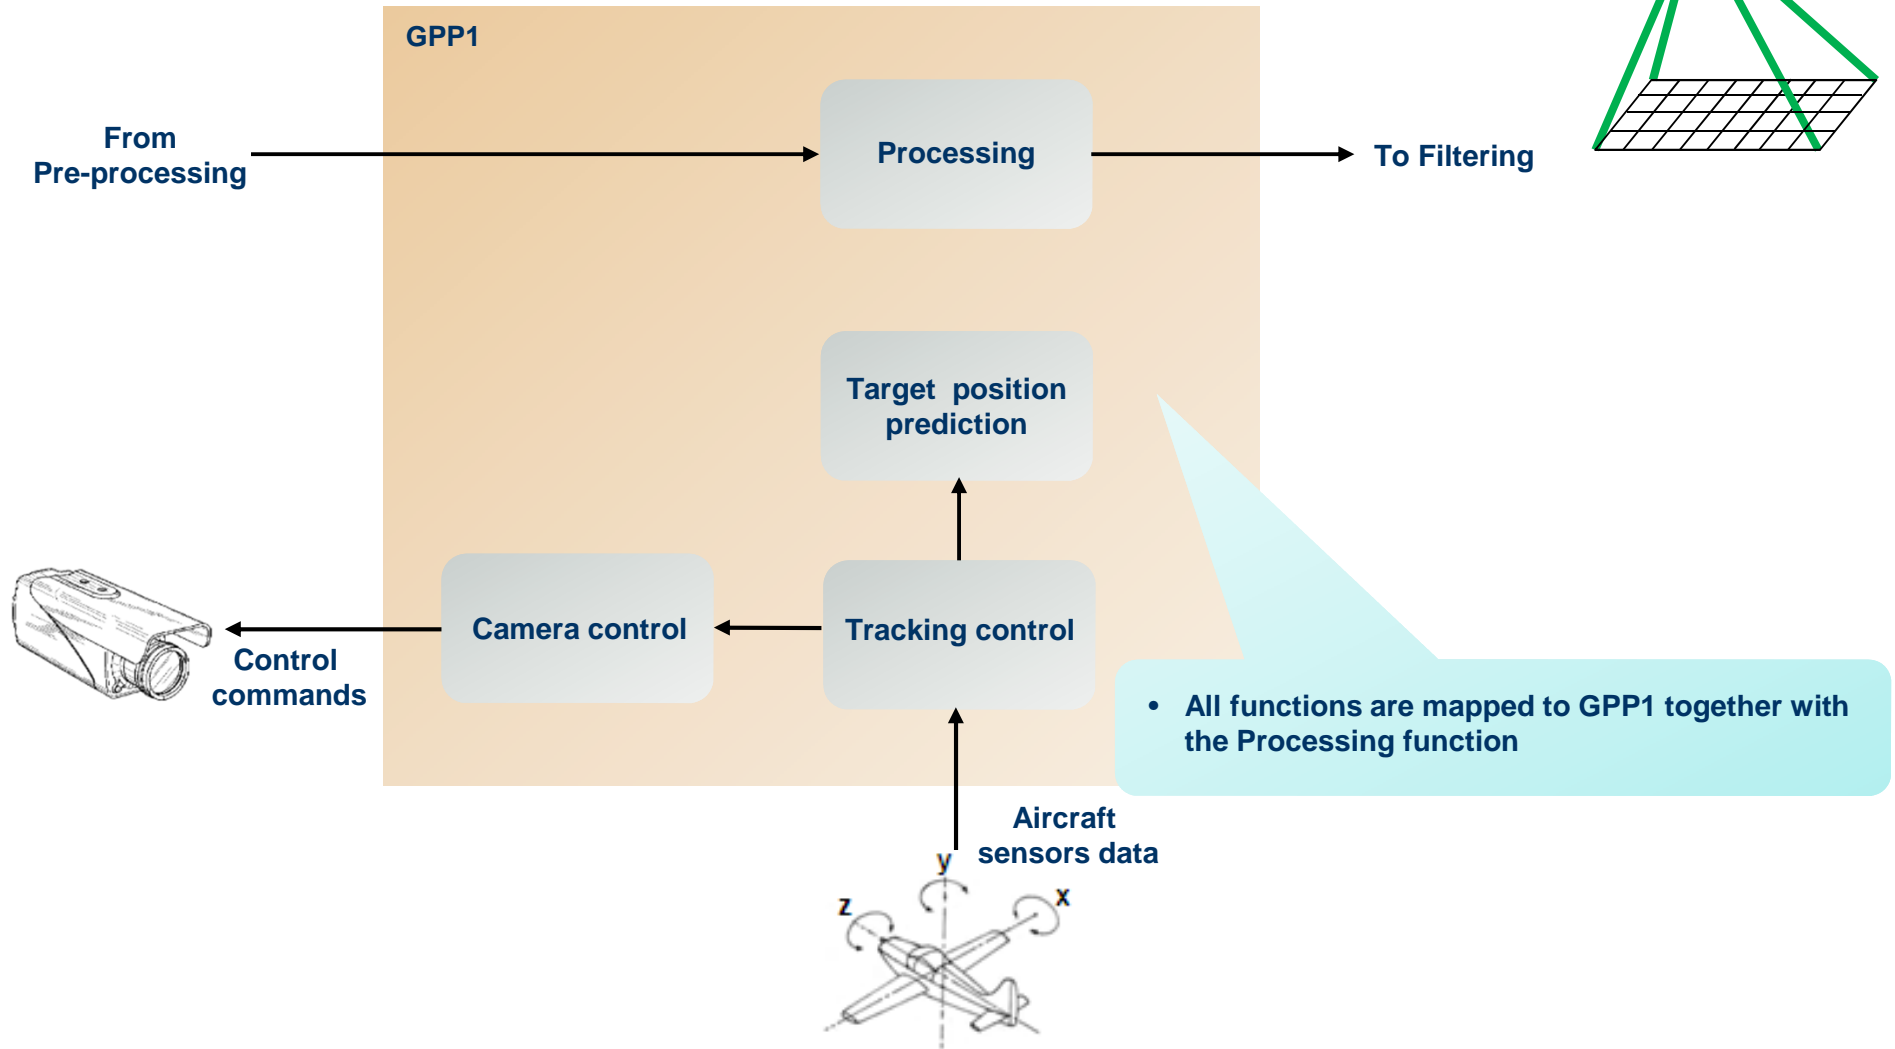 GPP1
From
Pre-processing
Processing
To Filtering
Target position
prediction
Camera control
Tracking control
Control
commands
• All functions are mapped to GPP1 together with
the Processing function
Aircraft
sensors data
y
z
x